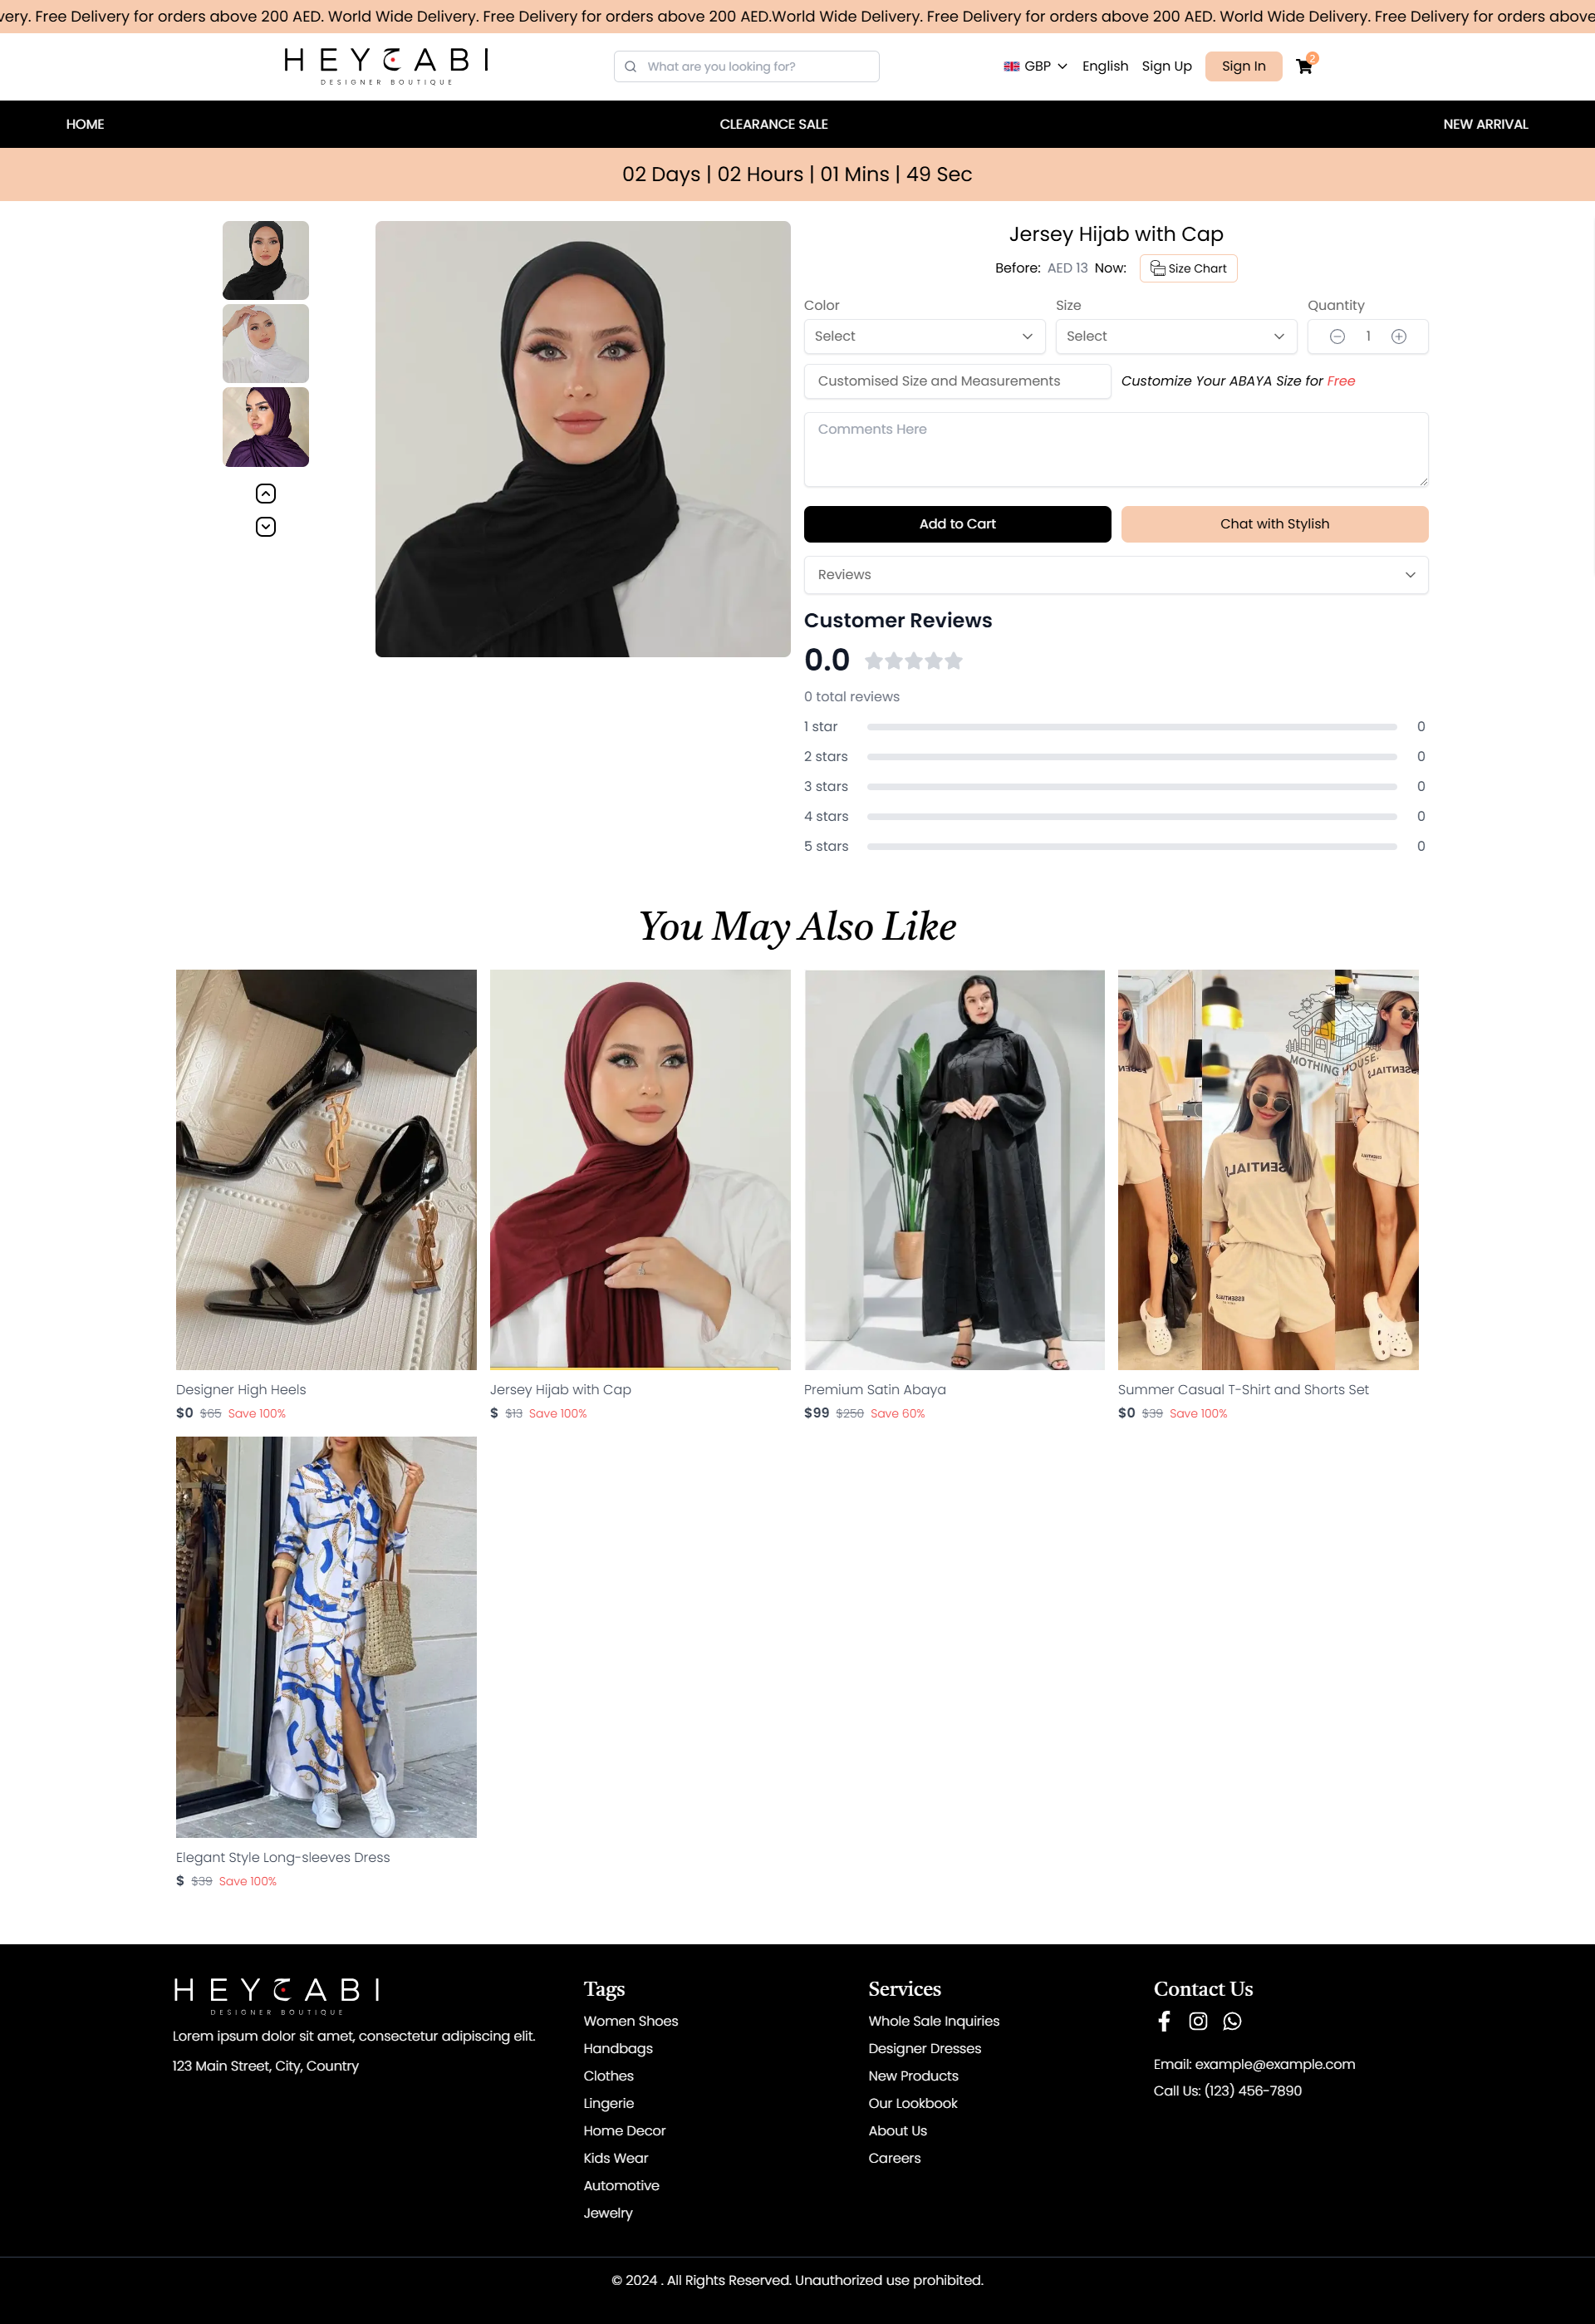 very. Free Delivery for orders above 200 AED. World Wide Delivery. Free Delivery for orders above 200 AED.World Wide Delivery. Free Delivery for orders above 200 AED. World Wide Delivery. Free Delivery for orders above
HEYحABI
DESIGNER BOUTIQUE
What are you looking for?
GBP English Sign Up Sign In 2
HOME CLEARANCE SALE NEW ARRIVAL
02 Days | 02 Hours | 01 Mins | 49 Sec
Jersey Hijab with Cap
Before: AED 13 Now: Size Chart
Color Size Quantity
Select Select 1
Customised Size and Measurements Customize Your ABAYA Size for Free
Comments Here
Add to Cart Chat with Stylish
Reviews
Customer Reviews
0.0
0 total reviews
1 star 0
2 stars 0
3 stars 0
4 stars 0
5 stars 0
You May Also Like
MOTHING HOUSE
ESSENTIALS
Designer High Heels
$0 $65 Save 100%
Jersey Hijab with Cap
$ $13 Save 100%
Premium Satin Abaya
$99 $250 Save 60%
Summer Casual T-Shirt and Shorts Set
$0 $39 Save 100%
Elegant Style Long-sleeves Dress
$ $39 Save 100%
HEYحABI
DESIGNER BOUTIQUE
Lorem ipsum dolor sit amet, consectetur adipiscing elit.
123 Main Street, City, Country
Tags
Women Shoes
Handbags
Clothes
Lingerie
Home Decor
Kids Wear
Automotive
Jewelry
Services
Whole Sale Inquiries
Designer Dresses
New Products
Our Lookbook
About Us
Careers
Contact Us
Email: example@example.com
Call Us: (123) 456-7890
© 2024 . All Rights Reserved. Unauthorized use prohibited.